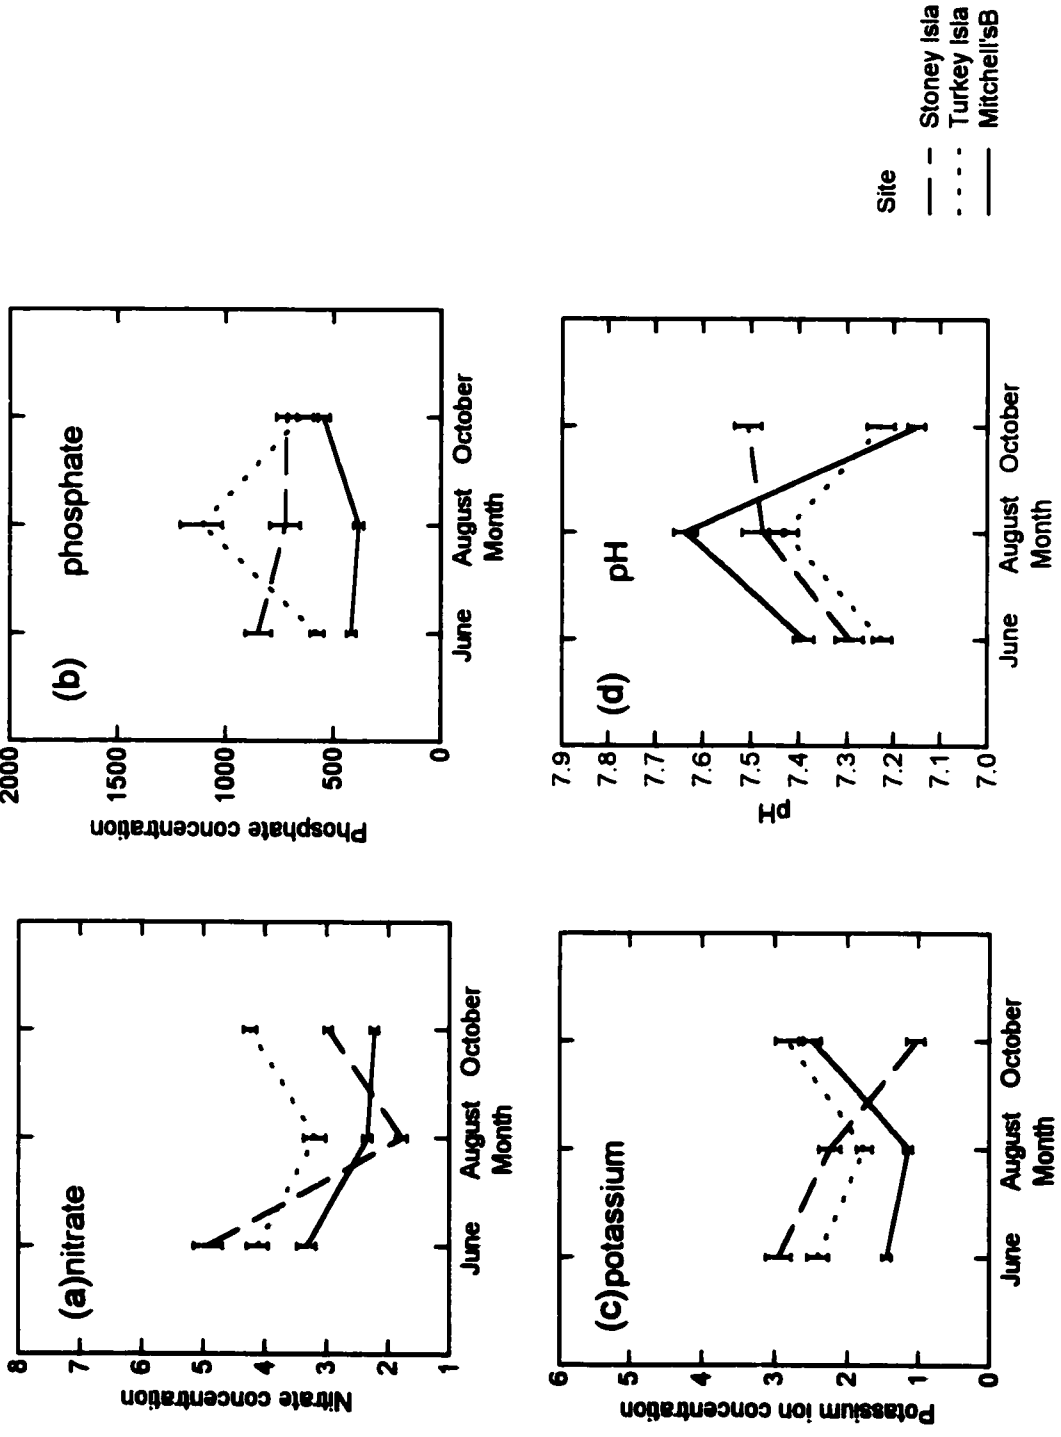 (a)nitrate
Nitrate concentration
8
7
6
5
4
3
2
1
June August October
Month
(b) phosphate
Phosphate concentration
2000
1500
1000
500
0
June August October
Month
(c)potassium
Potassium ion concentration
6
5
4
3
2
1
0
June August October
Month
(d) pH
pH
7.9
7.8
7.7
7.6
7.5
7.4
7.3
7.2
7.1
7.0
June August October
Month
Site
Stoney Isla
Turkey Isla
Mitchell'sB